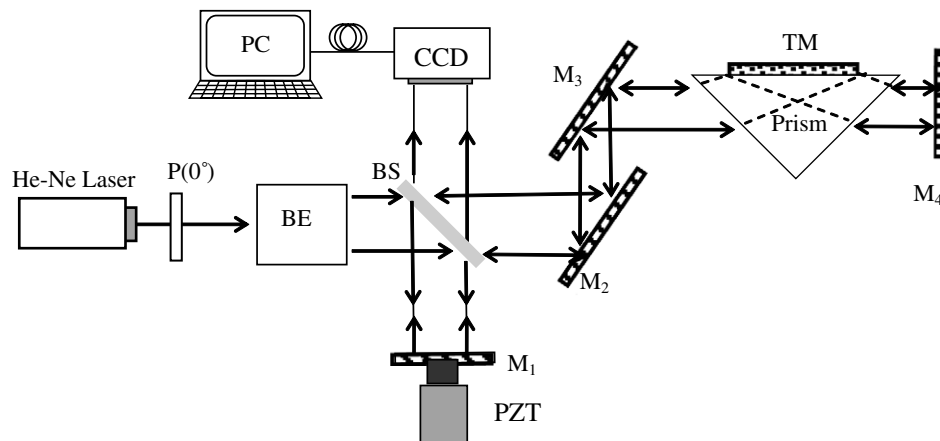 PC
CCD
TM
M₃
Prism
BS
P(0°)
He-Ne Laser
BE
M₄
M₂
M₁
PZT